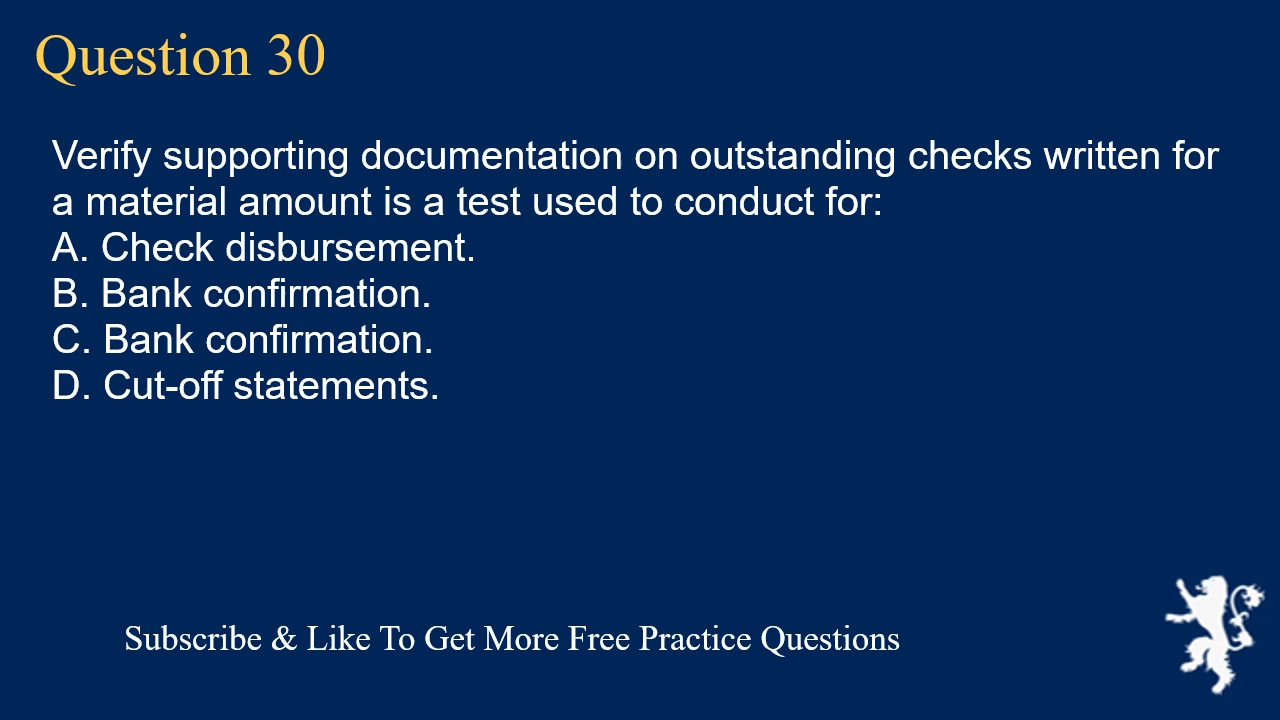 Question 30
Verify supporting documentation on outstanding checks written for
a material amount is a test used to conduct for:
A. Check disbursement.
B. Bank confirmation.
C. Bank confirmation.
D. Cut-off statements.
Subscribe & Like To Get More Free Practice Questions